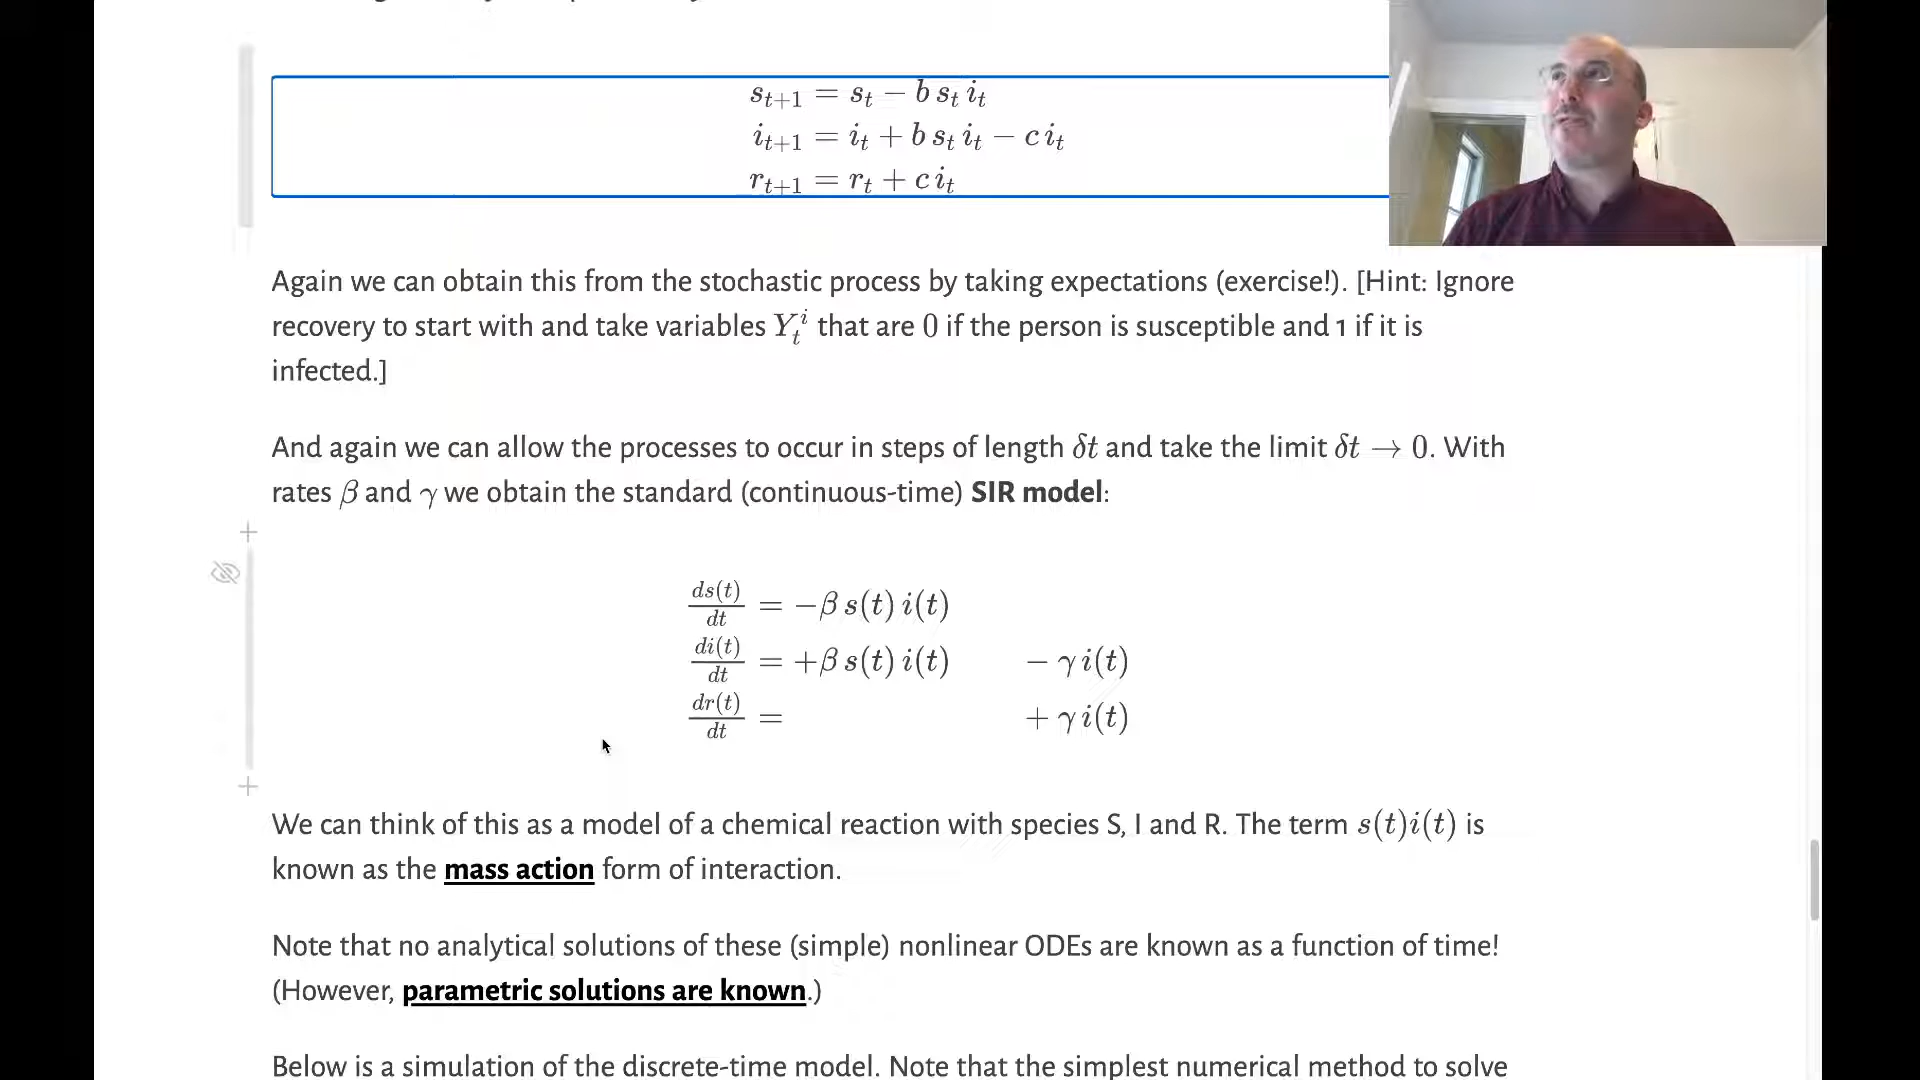 s_{t+1} = s_t − b s_t i_t
i_{t+1} = i_t + b s_t i_t − c i_t
r_{t+1} = r_t + c i_t
Again we can obtain this from the stochastic process by taking expectations (exercise!). [Hint: Ignore
recovery to start with and take variables Y_t^i that are 0 if the person is susceptible and 1 if it is
infected.]
And again we can allow the processes to occur in steps of length δt and take the limit δt → 0. With
rates β and γ we obtain the standard (continuous-time) SIR model:
ds(t)/dt = −β s(t) i(t)
di(t)/dt = +β s(t) i(t) − γ i(t)
dr(t)/dt = + γ i(t)
We can think of this as a model of a chemical reaction with species S, I and R. The term s(t)i(t) is
known as the mass action form of interaction.
Note that no analytical solutions of these (simple) nonlinear ODEs are known as a function of time!
(However, parametric solutions are known.)
Below is a simulation of the discrete-time model. Note that the simplest numerical method to solve